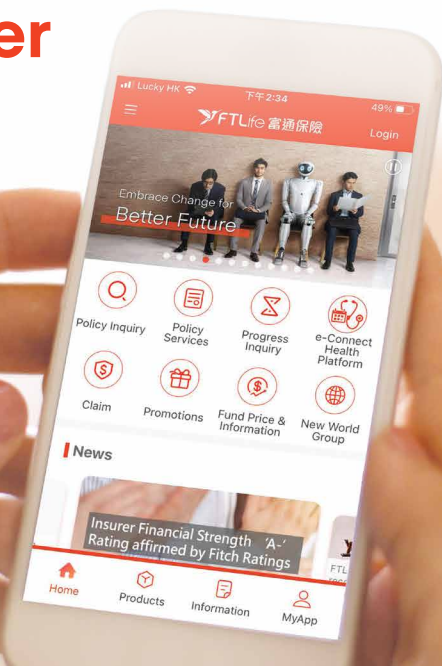 er
Lucky HK
下午2:34
49%
FTLife 富通保險
Login
Embrace Change for
Better Future
Policy Inquiry
Policy
Services
Progress
Inquiry
e-Connect
Health
Platform
Claim
Promotions
Fund Price &
Information
New World
Group
News
Insurer Financial Strength 'A-'
Rating affirmed by Fitch Ratings
FTL
Home
Products
Information
MyApp